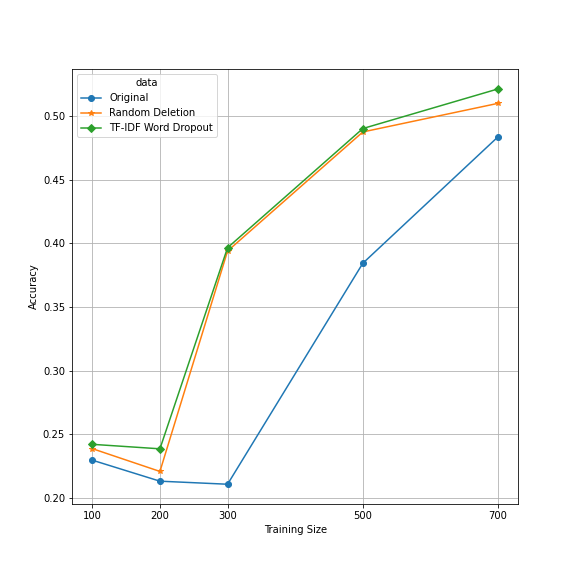 data
Original
Random Deletion
TF-IDF Word Dropout
0.50
0.45
0.40
0.35
0.30
0.25
0.20
Accuracy
100
200
300
500
700
Training Size